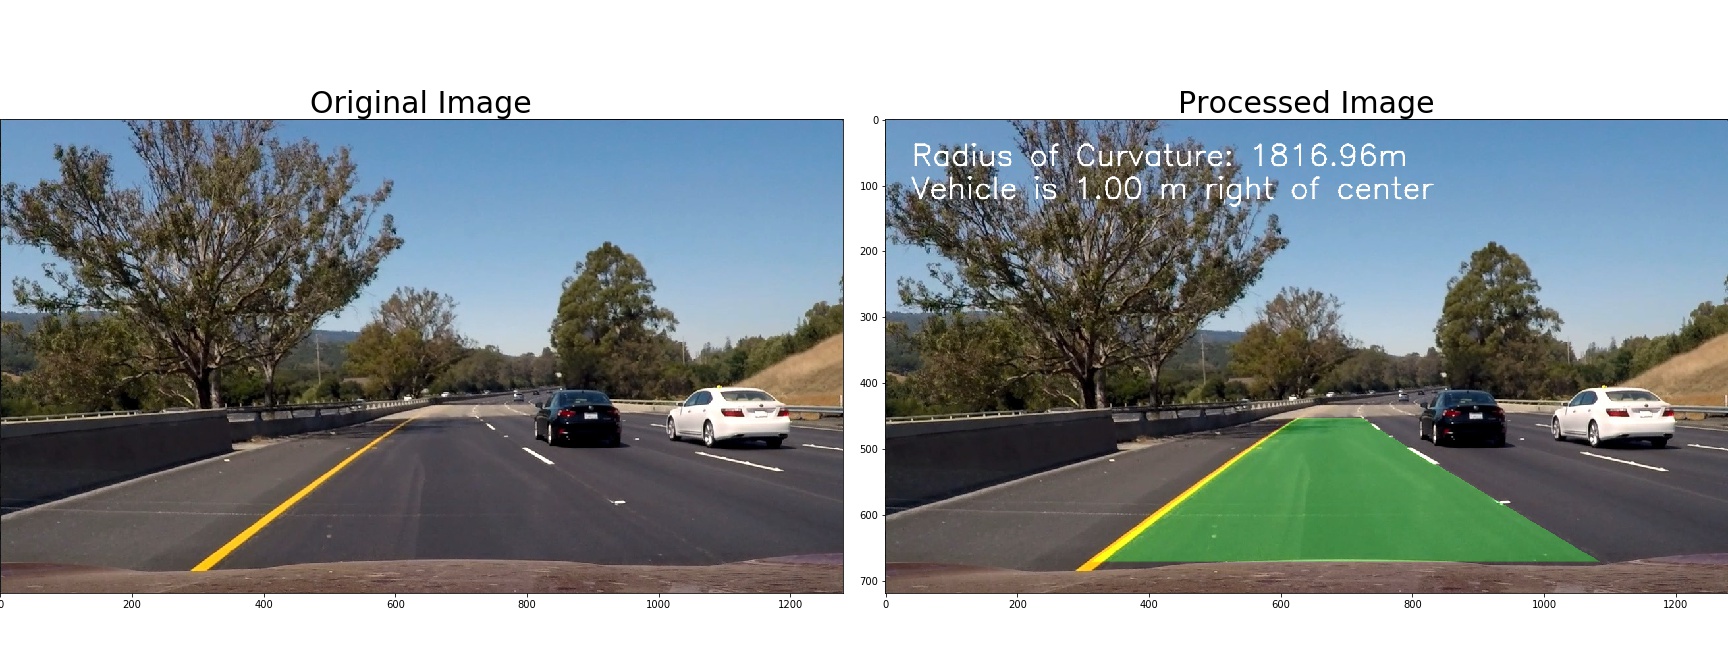 Original Image
Processed Image
Radius of Curvature: 1816.96m
Vehicle is 1.00 m right of center
0
100
200
300
400
500
600
700
0 200 400 600 800 1000 1200
0 200 400 600 800 1000 1200